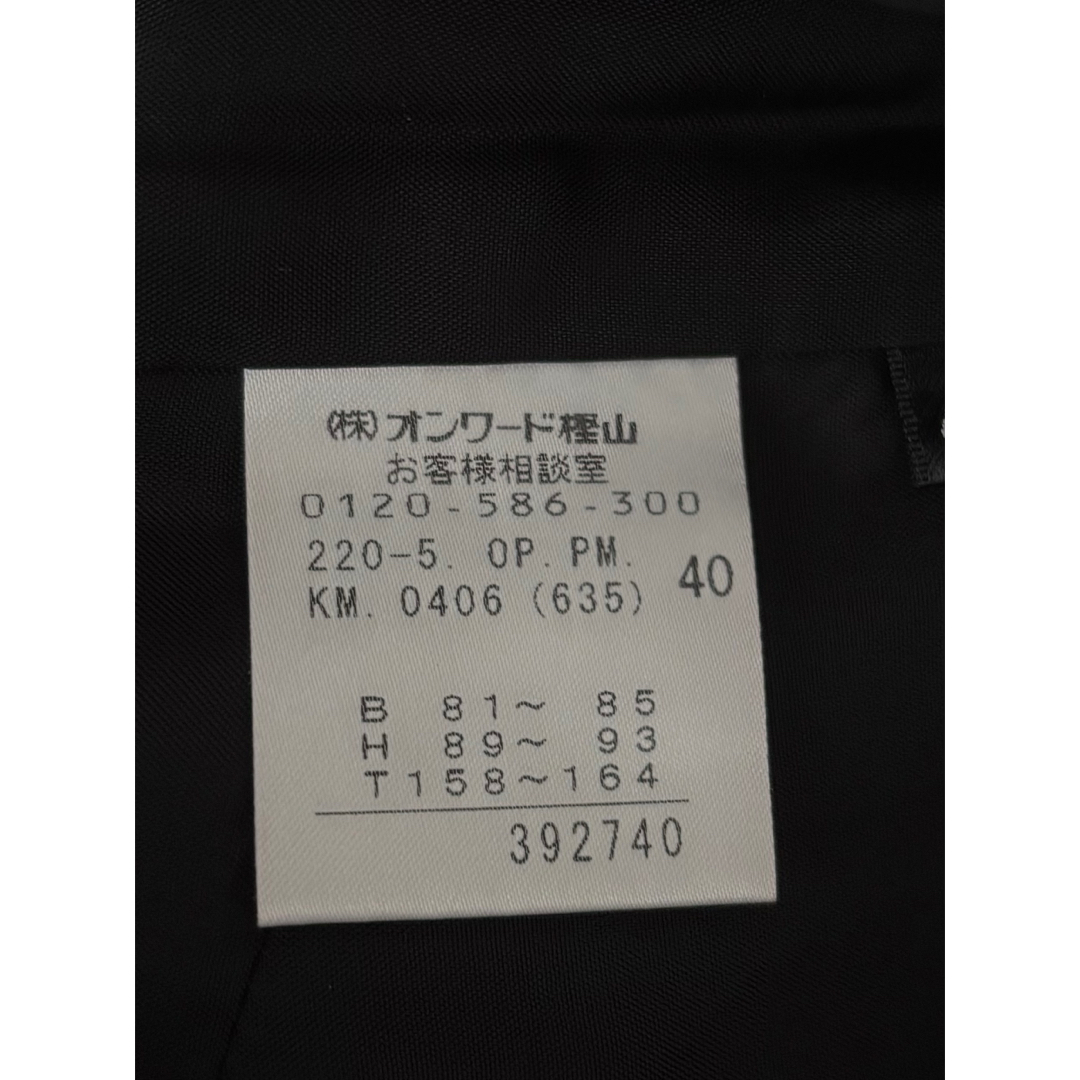 (株)オンワード樫山
お客様相談室
0120-586-300
220-5. OP. PM.
40
KM. 0406 (635)
B 81～ 85
H 89～ 93
T158～164
392740